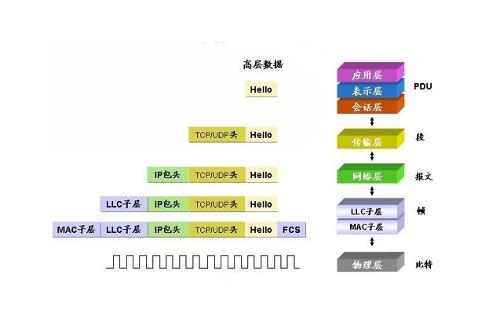 高层数据
应用层
Hello
表示层
PDU
会话层
TCP/UDP头 Hello
传输层
段
IP包头 TCP/UDP头 Hello
网络层
报文
LLC子层 IP包头 TCP/UDP头 Hello
LLC子层
帧
MAC子层 LLC子层 IP包头 TCP/UDP头 Hello FCS
MAC子层
物理层
比特